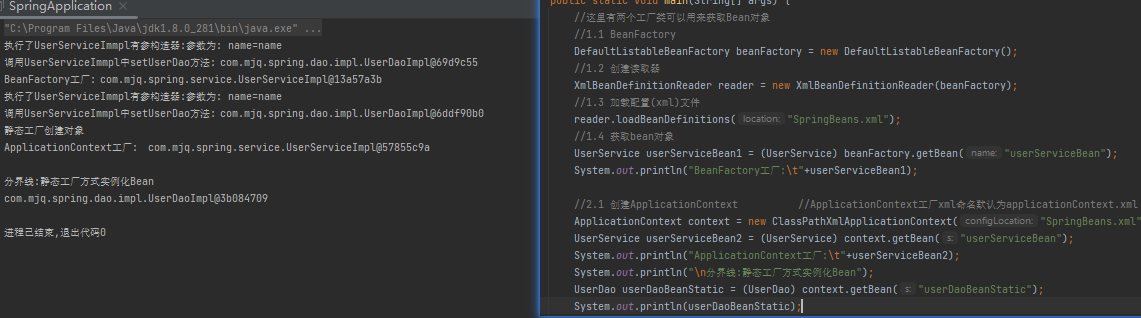 SpringApplication
"C:\Program Files\Java\jdk1.8.0_281\bin\java.exe" ...
执行了UserServiceImmpl有参构造器:参数为: name=name
调用UserServiceImmpl中setUserDao方法: com.mjq.spring.dao.impl.UserDaoImpl@69d9c55
BeanFactory工厂: com.mjq.spring.service.UserServiceImpl@13a57a3b
执行了UserServiceImmpl有参构造器:参数为: name=name
调用UserServiceImmpl中setUserDao方法: com.mjq.spring.dao.impl.UserDaoImpl@6ddf90b0
静态工厂创建对象
ApplicationContext工厂: com.mjq.spring.service.UserServiceImpl@57855c9a
分界线:静态工厂方式实例化Bean
com.mjq.spring.dao.impl.UserDaoImpl@3b084709
进程已结束,退出代码0
public static void main(String[] args) {
//这里有两个工厂类可以用来获取Bean对象
//1.1 BeanFactory
DefaultListableBeanFactory beanFactory = new DefaultListableBeanFactory();
//1.2 创建读取器
XmlBeanDefinitionReader reader = new XmlBeanDefinitionReader(beanFactory);
//1.3 加载配置(xml)文件
reader.loadBeanDefinitions( location: "SpringBeans.xml");
//1.4 获取bean对象
UserService userServiceBean1 = (UserService) beanFactory.getBean( name: "userServiceBean");
System.out.println("BeanFactory工厂:\t"+userServiceBean1);
//2.1 创建ApplicationContext //ApplicationContext工厂xml命名默认为applicationContext.xml
ApplicationContext context = new ClassPathXmlApplicationContext( configLocation: "SpringBeans.xml"
UserService userServiceBean2 = (UserService) context.getBean( s: "userServiceBean");
System.out.println("ApplicationContext工厂:\t"+userServiceBean2);
System.out.println("\n分界线:静态工厂方式实例化Bean");
UserDao userDaoBeanStatic = (UserDao) context.getBean( s: "userDaoBeanStatic");
System.out.println(userDaoBeanStatic);